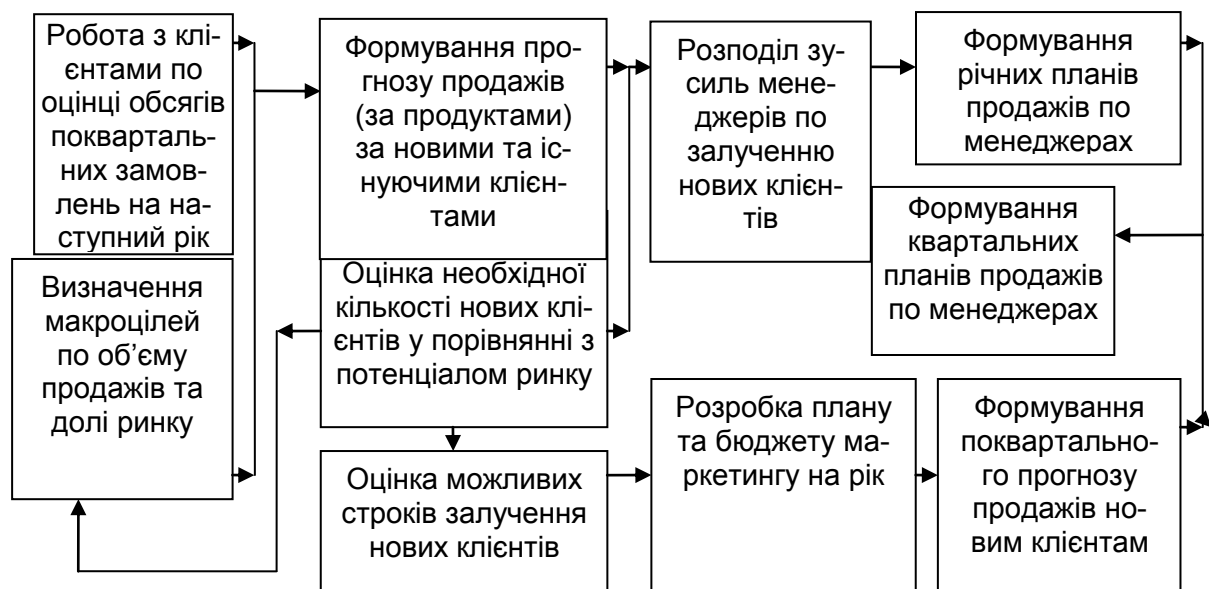 Робота з клі-
єнтами по
оцінці обсягів
поквар­таль-
них замов-
лень на на-
ступний рік
Визначення
макроцілей
по об’єму
продажів та
долі ринку
Формування про-
гнозу продажів
(за продуктами)
за новими та іс-
нуючими клієн-
тами
Оцінка необхідної
кількості нових клі-
єнтів у порівнянні з
потенціалом ринку
Оцінка можливих
строків залучення
нових клієнтів
Розподіл зу-
силь мене-
джерів по
залученню
нових клієн-
тів
Розробка плану
та бюджету ма-
ркетингу на рік
Формування
річних планів
продажів по
менеджерах
Формування
квартальних
планів продажів
по менеджерах
Формування
поквартально-
го прогнозу
продажів но-
вим клієнтам